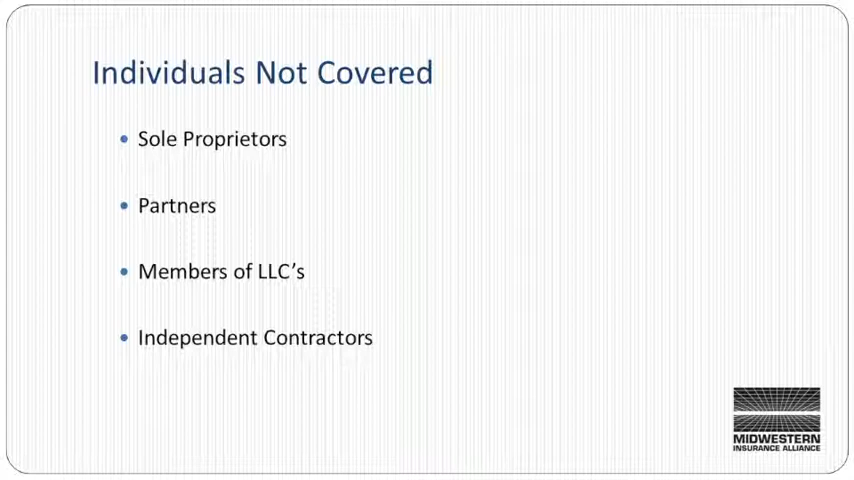 Individuals Not Covered
Sole Proprietors
Partners
Members of LLC’s
Independent Contractors
MIDWESTERN
INSURANCE ALLIANCE